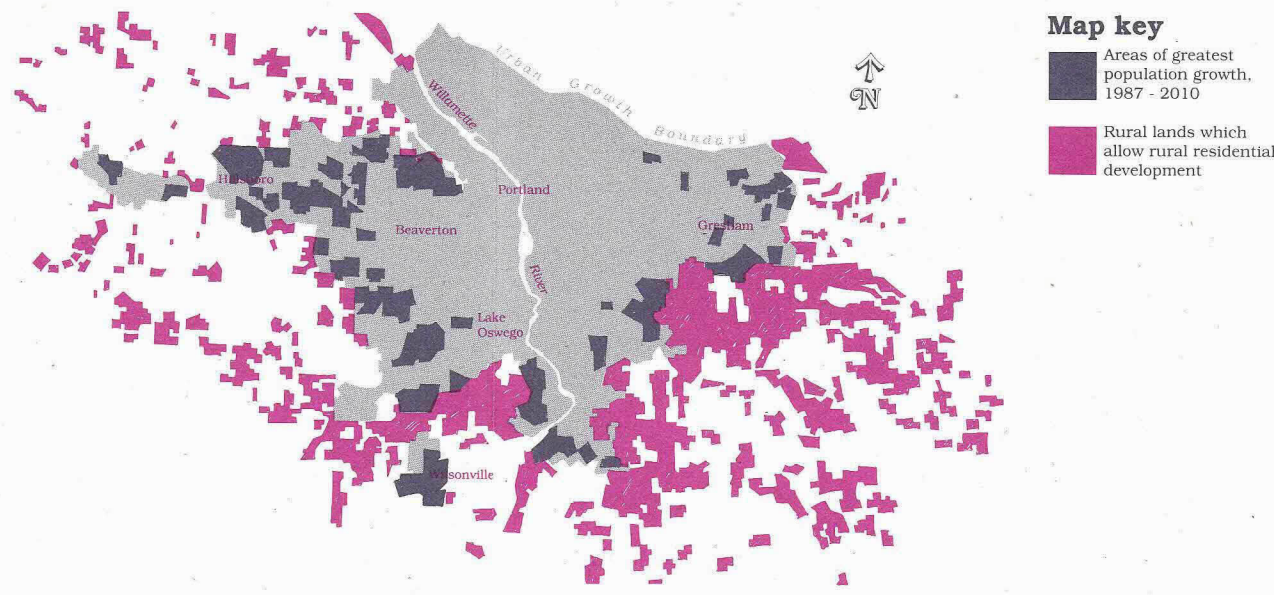 Map key
Areas of greatest
population growth,
1987 - 2010
Rural lands which
allow rural residential
development
N
Urban Growth Boundary
Willamette
Hillsboro
Portland
Beaverton
Gresham
River
Lake
Oswego
Wilsonville